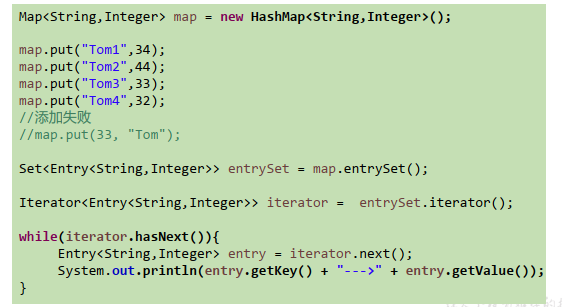 Map<String,Integer> map = new HashMap<String,Integer>();
map.put("Tom1",34);
map.put("Tom2",44);
map.put("Tom3",33);
map.put("Tom4",32);
//添加失败
//map.put(33, "Tom");
Set<Entry<String,Integer>> entrySet = map.entrySet();
Iterator<Entry<String,Integer>> iterator =  entrySet.iterator();
while(iterator.hasNext()){
Entry<String,Integer> entry = iterator.next();
System.out.println(entry.getKey() + "--->" + entry.getValue());
}